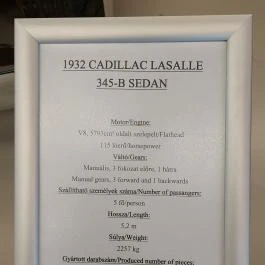 1932 CADILLAC LASALLE
345-B SEDAN
Motor/Engine:
V8, 5793cm³ oldalt szelepelt/Flathead
115 lóerő/horsepower
Váltó/Gears:
Manuális, 3 fokozat előre, 1 hátra
Manual gears, 3 forward and 1 backwards
Szállítható személyek száma/Number of passangers:
5 fő/person
Hossza/Length:
5,2 m
Súlya/Weight:
2257 kg
Gyártott darabszám/Produced number of pieces: